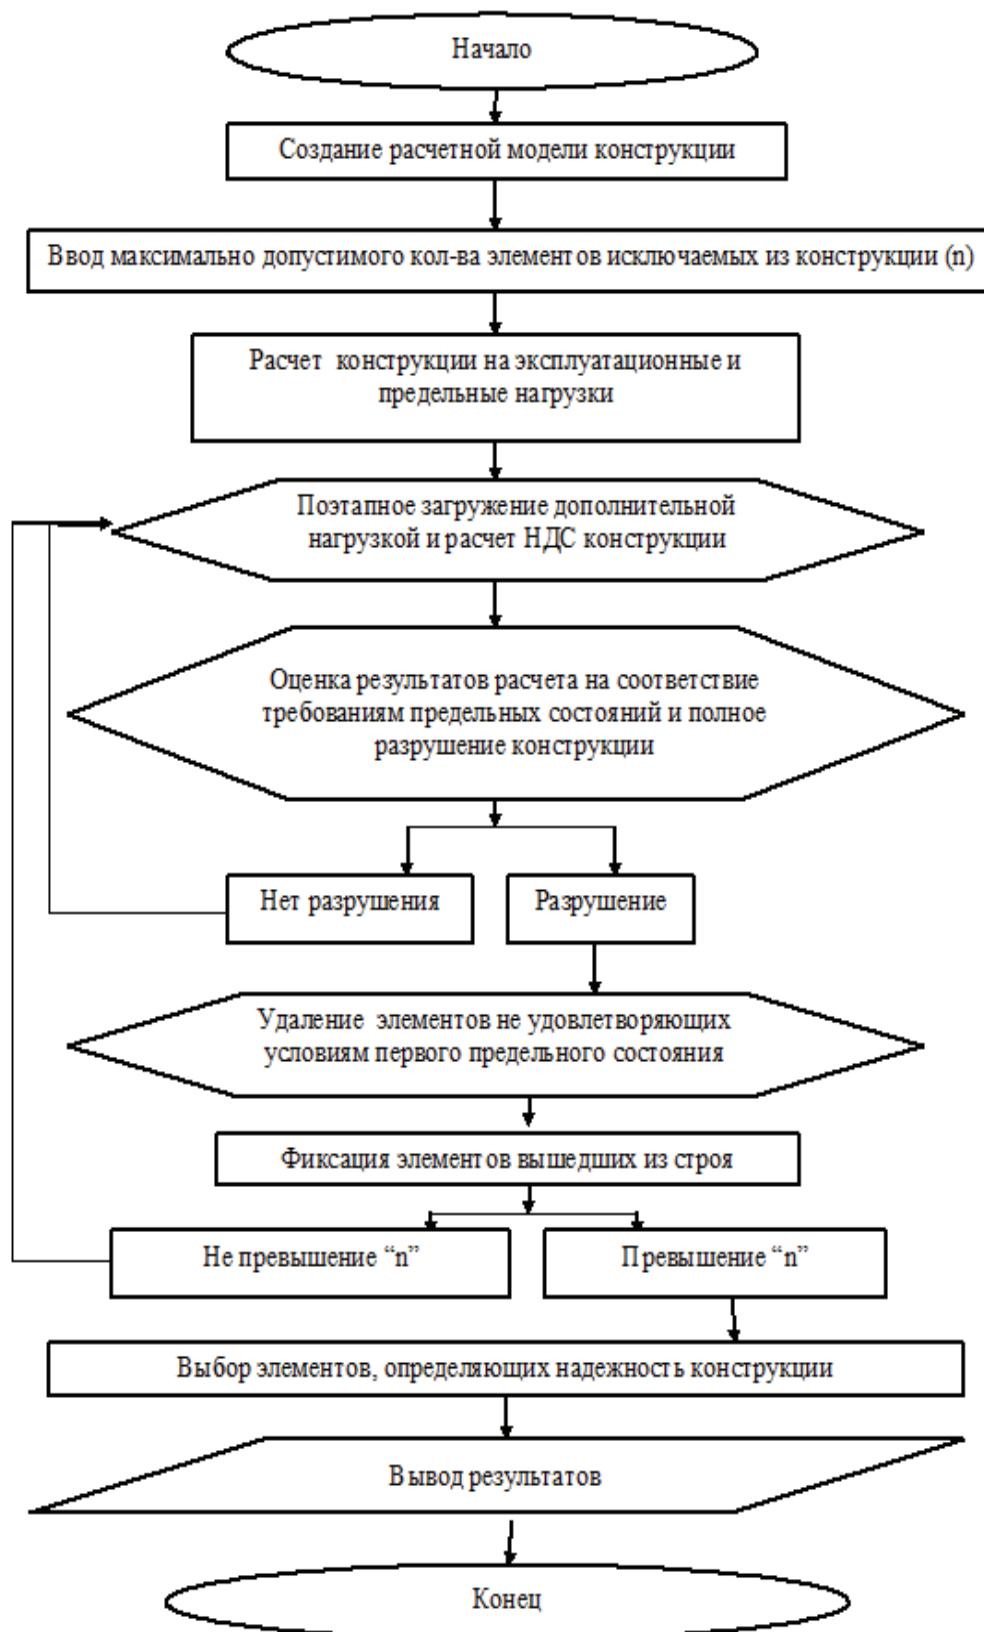 Начало
Создание расчетной модели конструкции
Ввод максимально допустимого кол-ва элементов исключаемых из конструкции (n)
Расчет конструкции на эксплуатационные и
предельные нагрузки
Поэтапное загружение дополнительной
нагрузкой и расчет НДС конструкции
Оценка результатов расчета на соответствие
требованиям предельных состояний и полное
разрушение конструкции
Нет разрушения
Разрушение
Удаление элементов не удовлетворяющих
условиям первого предельного состояния
Фиксация элементов вышедших из строя
Не превышение “n”
Превышение “n”
Выбор элементов, определяющих надежность конструкции
Вывод результатов
Конец